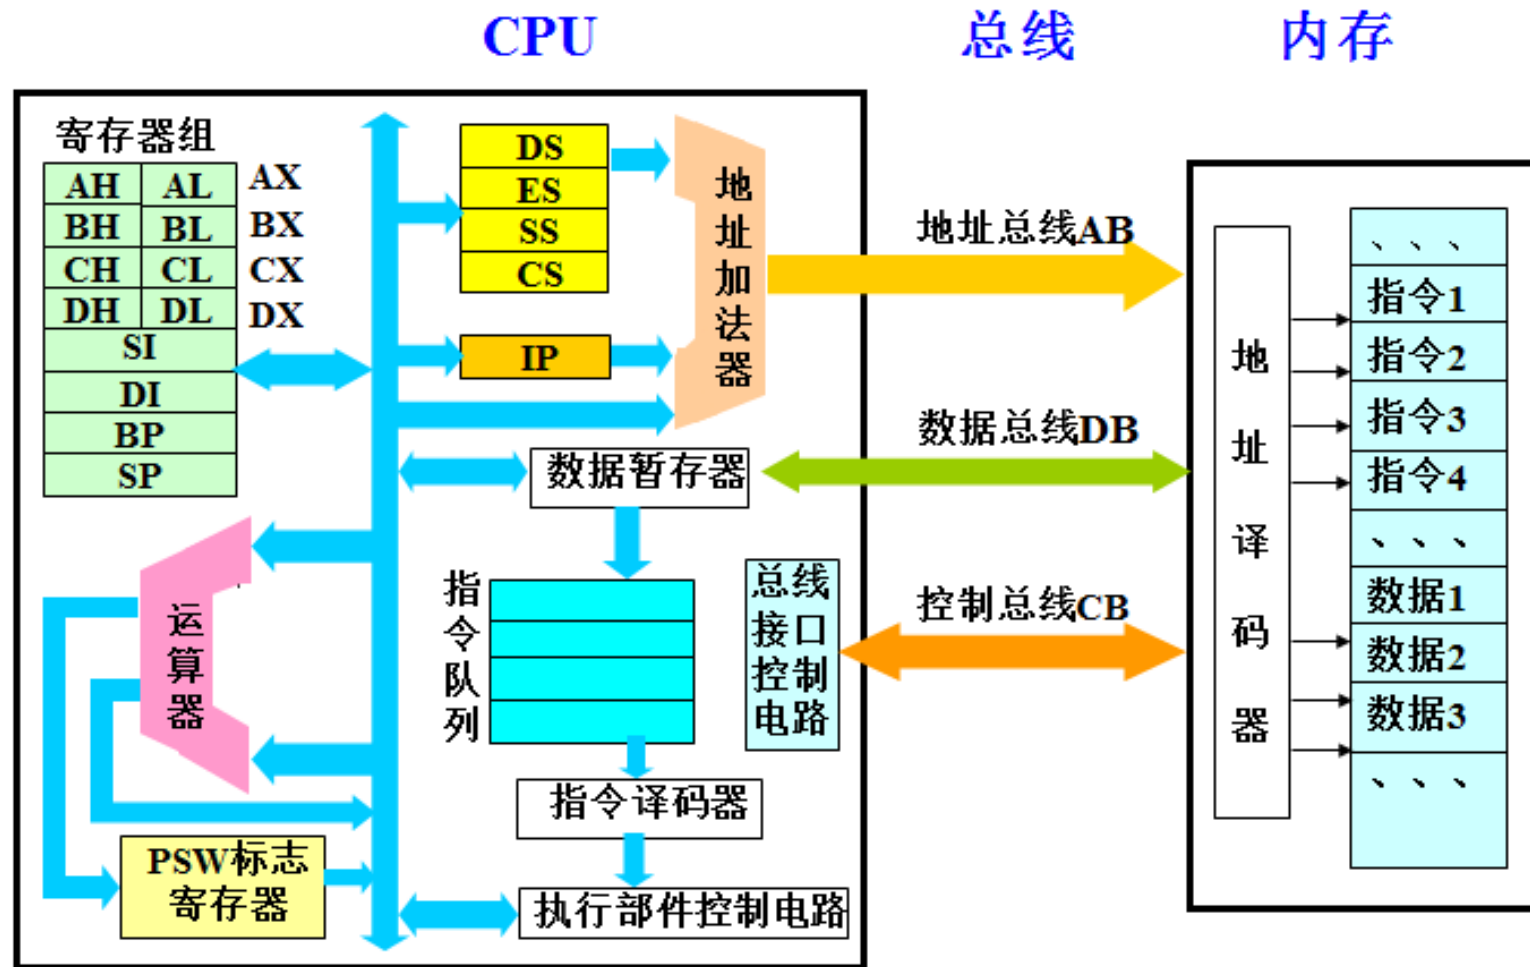 CPU
总线
内存
寄存器组
AH AL AX
BH BL BX
CH CL CX
DH DL DX
SI
DI
BP
SP
DS
ES
SS
CS
IP
地址加法器
数据暂存器
指令队列
总线接口控制电路
指令译码器
执行部件控制电路
运算器
PSW标志
寄存器
地址总线AB
数据总线DB
控制总线CB
地址译码器
、、、
指令1
指令2
指令3
指令4
、、、
数据1
数据2
数据3
、、、